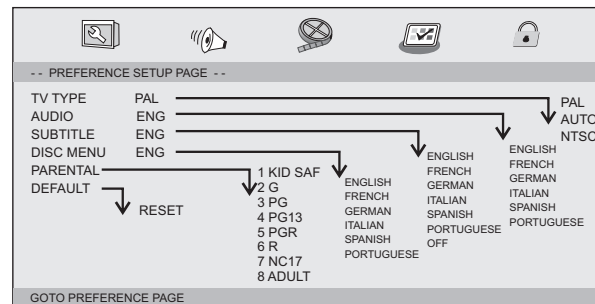 - - PREFERENCE SETUP PAGE - -
TV TYPE PAL
AUDIO ENG
SUBTITLE ENG
DISC MENU ENG
PARENTAL
DEFAULT
RESET
1 KID SAF
2 G
3 PG
4 PG13
5 PGR
6 R
7 NC17
8 ADULT
ENGLISH
FRENCH
GERMAN
ITALIAN
SPANISH
PORTUGUESE
ENGLISH
FRENCH
GERMAN
ITALIAN
SPANISH
PORTUGUESE
OFF
ENGLISH
FRENCH
GERMAN
ITALIAN
SPANISH
PORTUGUESE
PAL
AUTO
NTSC
GOTO PREFERENCE PAGE